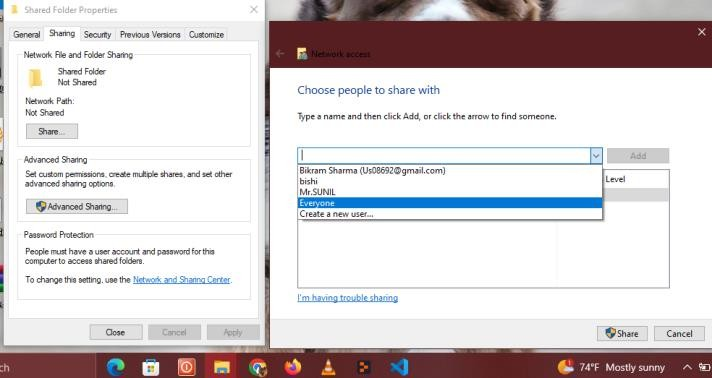 Shared Folder Properties
General Sharing Security Previous Versions Customize
Network File and Folder Sharing
Shared Folder
Not Shared
Network Path:
Not Shared
Share...
Advanced Sharing
Set custom permissions, create multiple shares, and set other
advanced sharing options.
Advanced Sharing...
Password Protection
People must have a user account and password for this
computer to access shared folders.
To change this setting, use the Network and Sharing Center.
Close Cancel Apply
Network access
Choose people to share with
Type a name and then click Add, or click the arrow to find someone.
Add
Level
Bikram Sharma (Us08692@gmail.com)
bishi
Mr.SUNIL
Everyone
Create a new user...
I'm having trouble sharing
Share Cancel
ch
74°F Mostly sunny